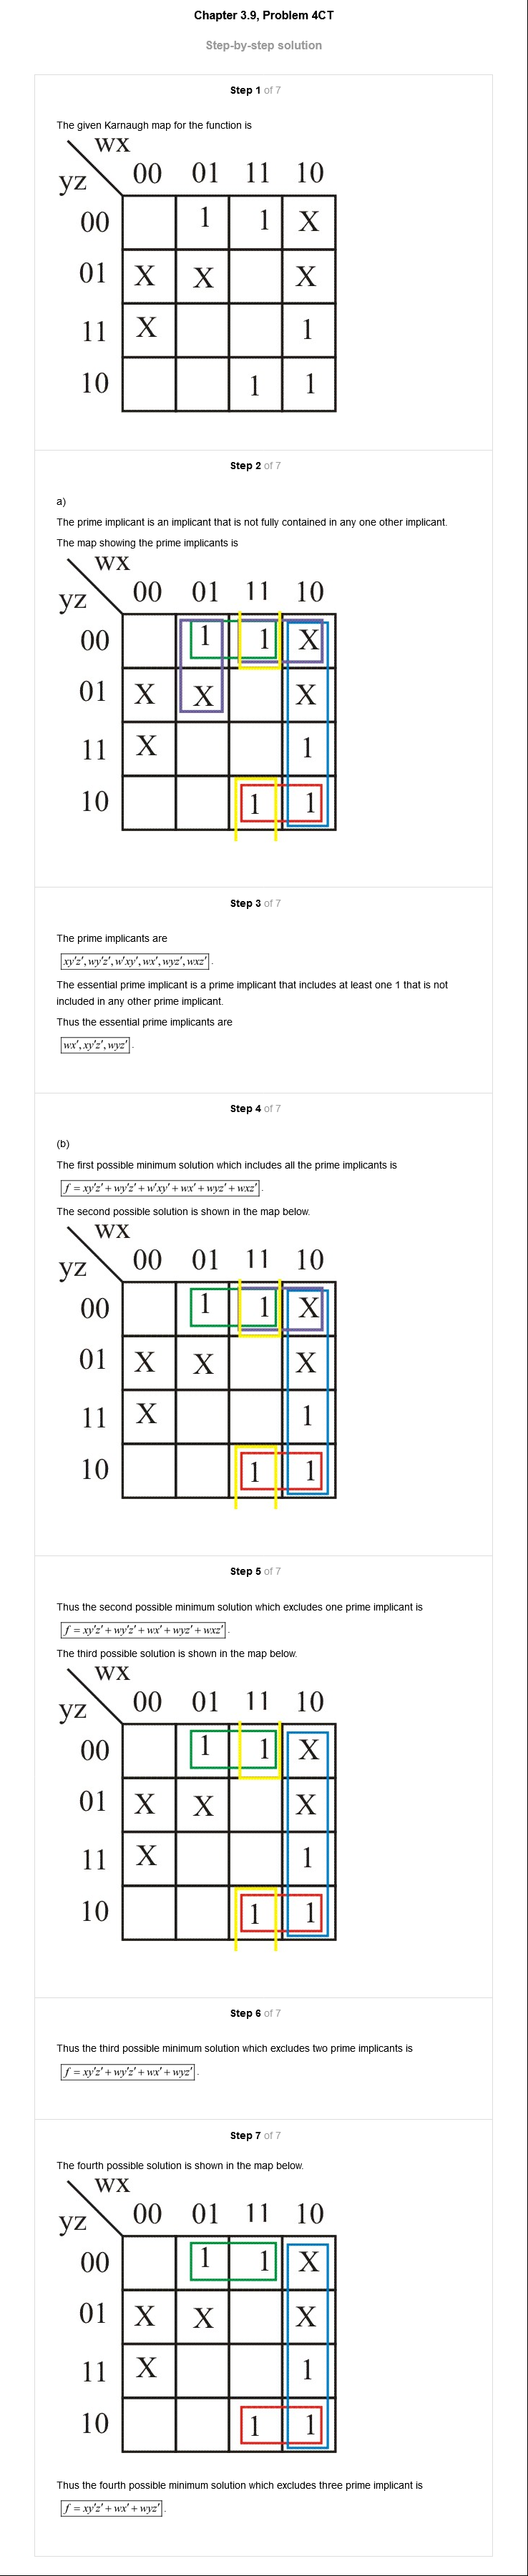 Chapter 3.9, Problem 4CT
Step-by-step solution
Step 1 of 7
The given Karnaugh map for the function is
wx
yz 00 01 11 10
00 1 1 X
01 X X X
11 X 1
10 1 1
Step 2 of 7
a)
The prime implicant is an implicant that is not fully contained in any one other implicant.
The map showing the prime implicants is
wx
yz 00 01 11 10
00 1 1 X
01 X X X
11 X 1
10 1 1
Step 3 of 7
The prime implicants are
xy'z', wy'z', w'xy', wx', wyz', wxz'.
The essential prime implicant is a prime implicant that includes at least one 1 that is not
included in any other prime implicant.
Thus the essential prime implicants are
wx', xy'z', wyz'.
Step 4 of 7
(b)
The first possible minimum solution which includes all the prime implicants is
f = xy'z' + wy'z' + w'xy' + wx' + wyz' + wxz'.
The second possible solution is shown in the map below.
wx
yz 00 01 11 10
00 1 1 X
01 X X X
11 X 1
10 1 1
Step 5 of 7
Thus the second possible minimum solution which excludes one prime implicant is
f = xy'z' + wy'z' + wx' + wyz' + wxz'.
The third possible solution is shown in the map below.
wx
yz 00 01 11 10
00 1 1 X
01 X X X
11 X 1
10 1 1
Step 6 of 7
Thus the third possible minimum solution which excludes two prime implicants is
f = xy'z' + wy'z' + wx' + wyz'.
Step 7 of 7
The fourth possible solution is shown in the map below.
wx
yz 00 01 11 10
00 1 1 X
01 X X X
11 X 1
10 1 1
Thus the fourth possible minimum solution which excludes three prime implicant is
f = xy'z' + wx' + wyz'.